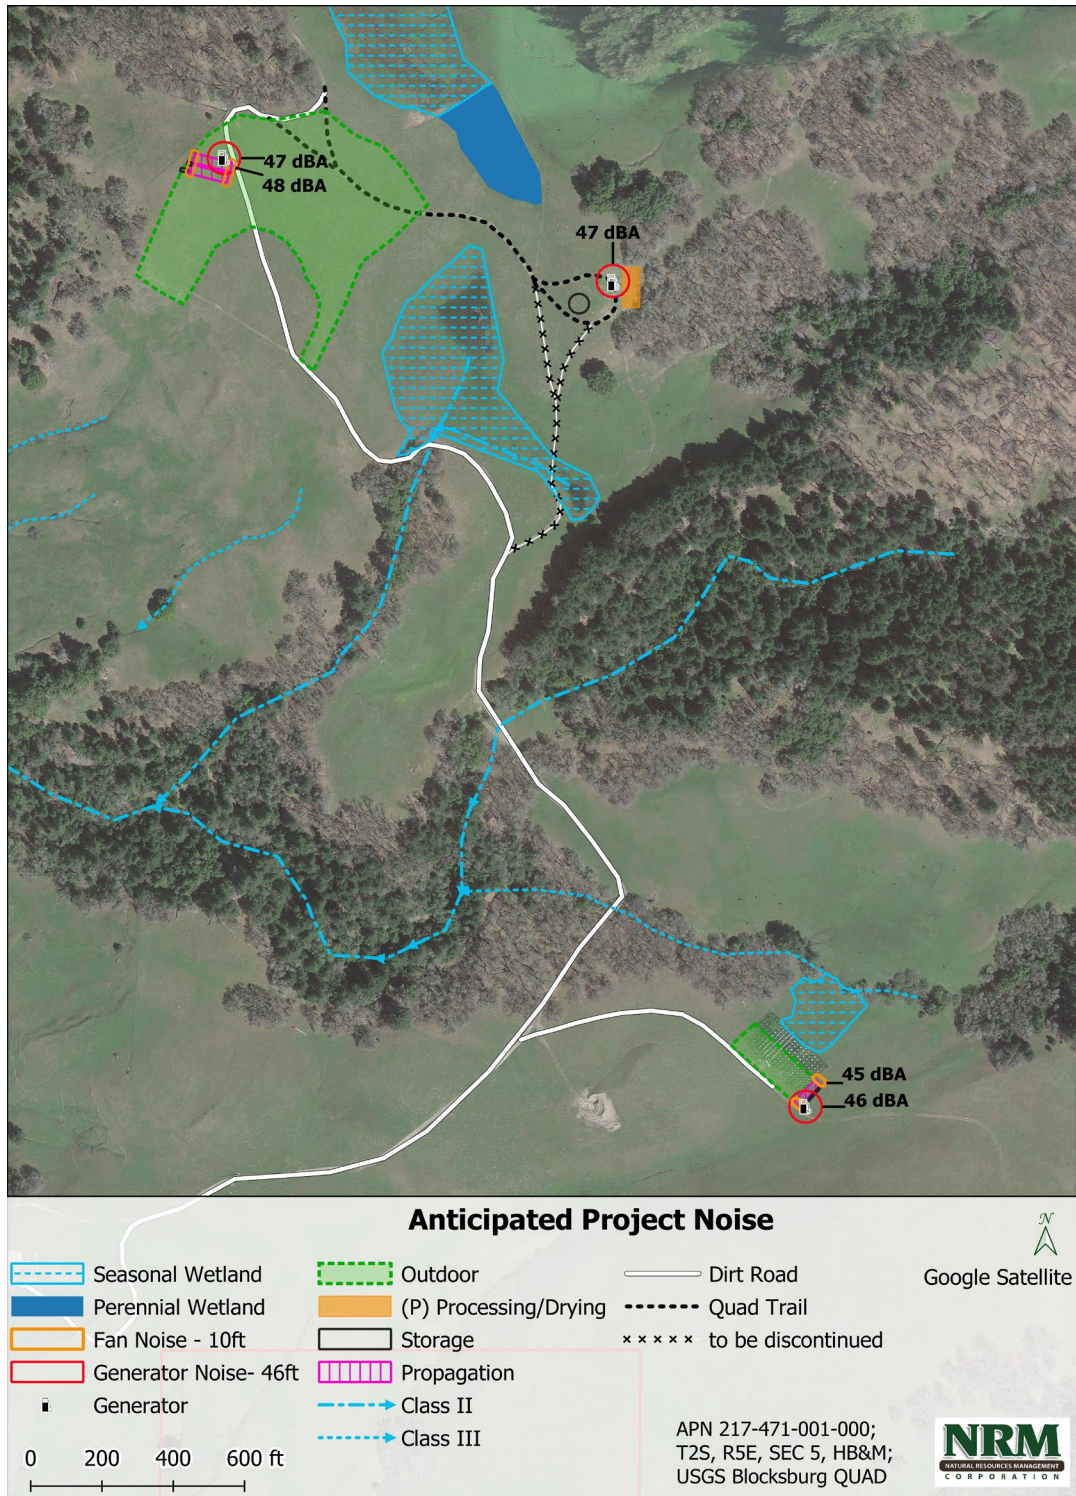 47 dBA
48 dBA
47 dBA
45 dBA
46 dBA
Anticipated Project Noise
N
Google Satellite
Seasonal Wetland
Perennial Wetland
Fan Noise - 10ft
Generator Noise- 46ft
Generator
Outdoor
(P) Processing/Drying
Storage
Propagation
Class II
Class III
Dirt Road
Quad Trail
to be discontinued
0 200 400 600 ft
APN 217-471-001-000;
T2S, R5E, SEC 5, HB&M;
USGS Blocksburg QUAD
NRM
NATURAL RESOURCES MANAGEMENT
CORPORATION